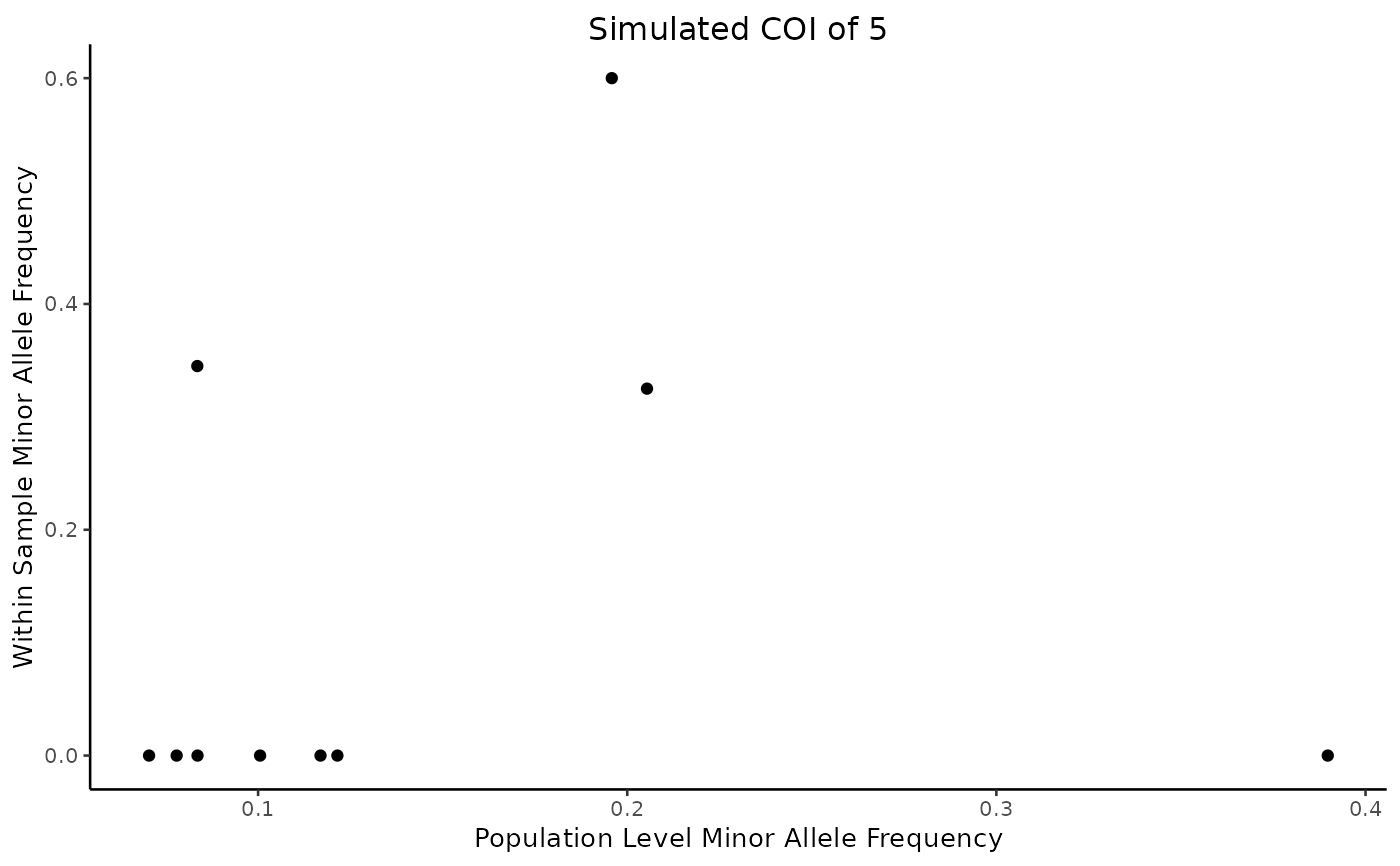 Simulated COI of 5
Within Sample Minor Allele Frequency
0.6
0.4
0.2
0.0
0.1 0.2 0.3 0.4
Population Level Minor Allele Frequency